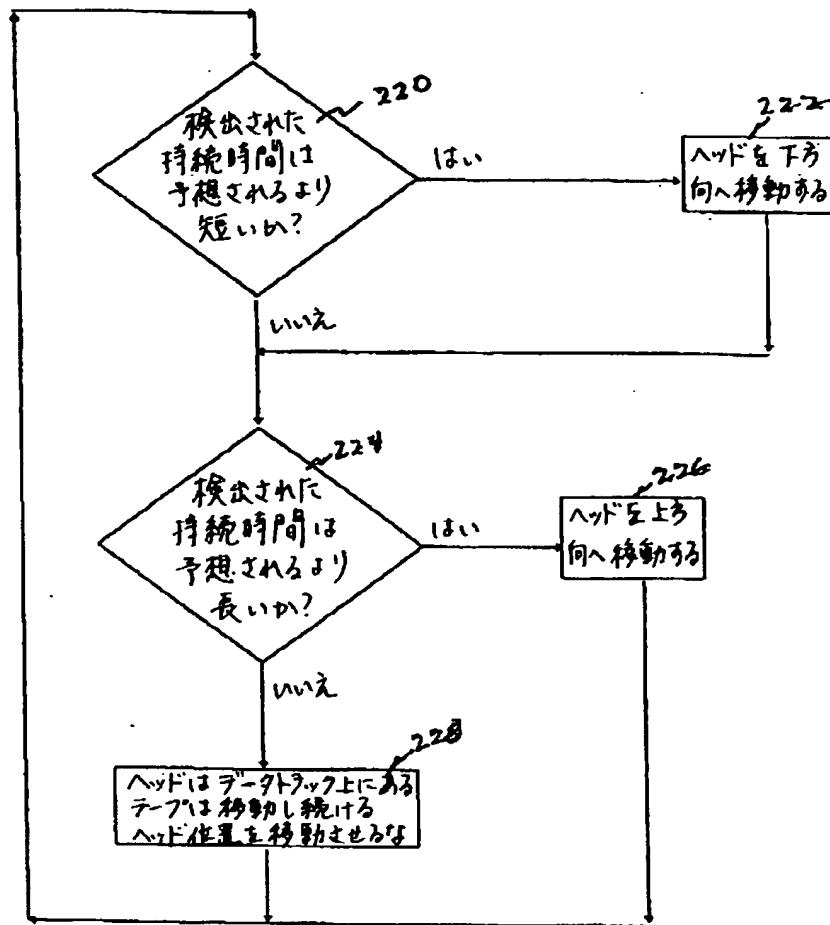 220
検出された
持続時間は
予想されるより
短いか?
はい
222
ヘッドを下方
向へ移動する
いいえ
224
検出された
持続時間は
予想されるより
長いか?
はい
226
ヘッドを上方
向へ移動する
いいえ
228
ヘッドはデータトラック上にある
テープは移動し続ける
ヘッド位置を移動させるな